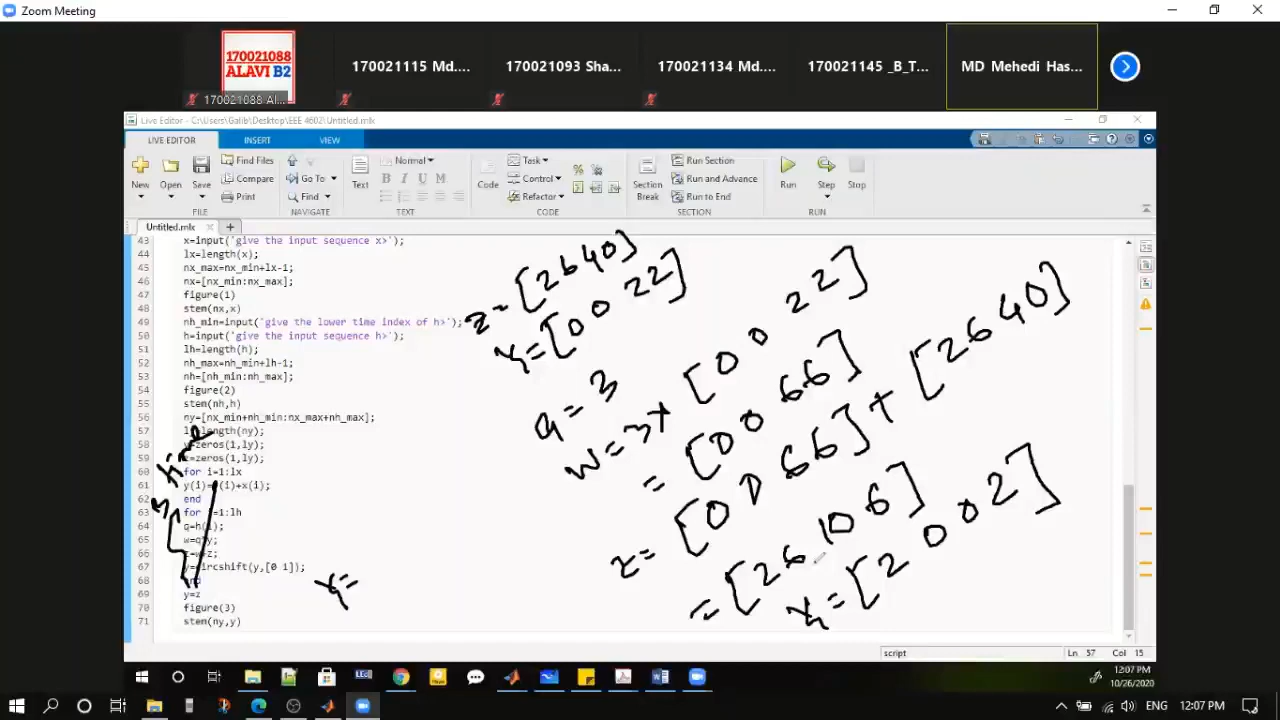 Zoom Meeting
170021088
ALAVI B2
170021088 Al...
170021115 Md....
170021093 Sha...
170021134 Md....
170021145 _B_T...
MD Mehedi Has...
Live Editor - C:\Users\Galib\Desktop\EEE 4602\Untitled.mlx
LIVE EDITOR INSERT VIEW
New Open Save
Find Files
Compare
Print
Go To
Find
Text
Normal
B I U M
Code
Task
Control
Refactor
Section Break
Run Section
Run and Advance
Run to End
Run Step Stop
FILE NAVIGATE TEXT CODE SECTION RUN
Untitled.mlx
43 x=input('give the input sequence x>');
44 lx=length(x);
45 nx_max=nx_min+lx-1;
46 nx=[nx_min:nx_max];
47 figure(1)
48 stem(nx,x)
49 nh_min=input('give the lower time index of h>');
50 h=input('give the input sequence h>');
51 lh=length(h);
52 nh_max=nh_min+lh-1;
53 nh=[nh_min:nh_max];
54 figure(2)
55 stem(nh,h)
56 ny=[nx_min+nh_min:nx_max+nh_max];
57 =length(ny);
58 =zeros(1,ly);
59 =zeros(1,ly);
60 for i=1:lx
61 y(i)= (i)+x(i);
62 end
63 for =1:lh
64 q=h(i);
65 w=q*y;
66
67 circshift(y,[0 1]);
68
69 y=z
70 figure(3)
71 stem(ny,y)
z = [2 6 4 0]
y = [0 0 2 2]
q = 3
w = 3 * [0 0 2 2]
= [0 0 6 6]
z = [0 0 6 6] + [2 6 4 0]
= [2 6 10 6]
y = [2 0 0 2]
y =
script
Ln 57 Col 15
12:07 PM
10/26/2020
ENG 12:07 PM